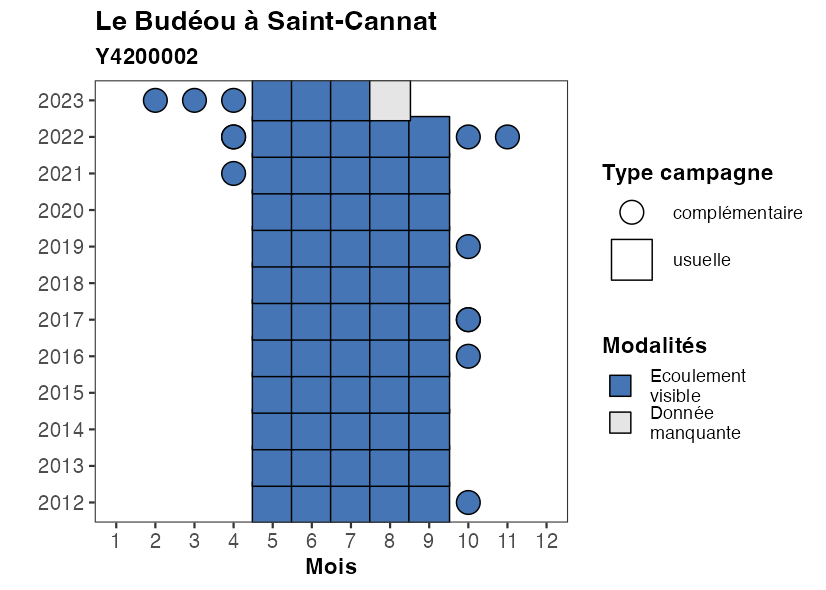 Le Budéou à Saint-Cannat
Y4200002
2023
2022
2021
2020
2019
2018
2017
2016
2015
2014
2013
2012
1 2 3 4 5 6 7 8 9 10 11 12
Mois
Type campagne
complémentaire
usuelle
Modalités
Ecoulement
visible
Donnée
manquante